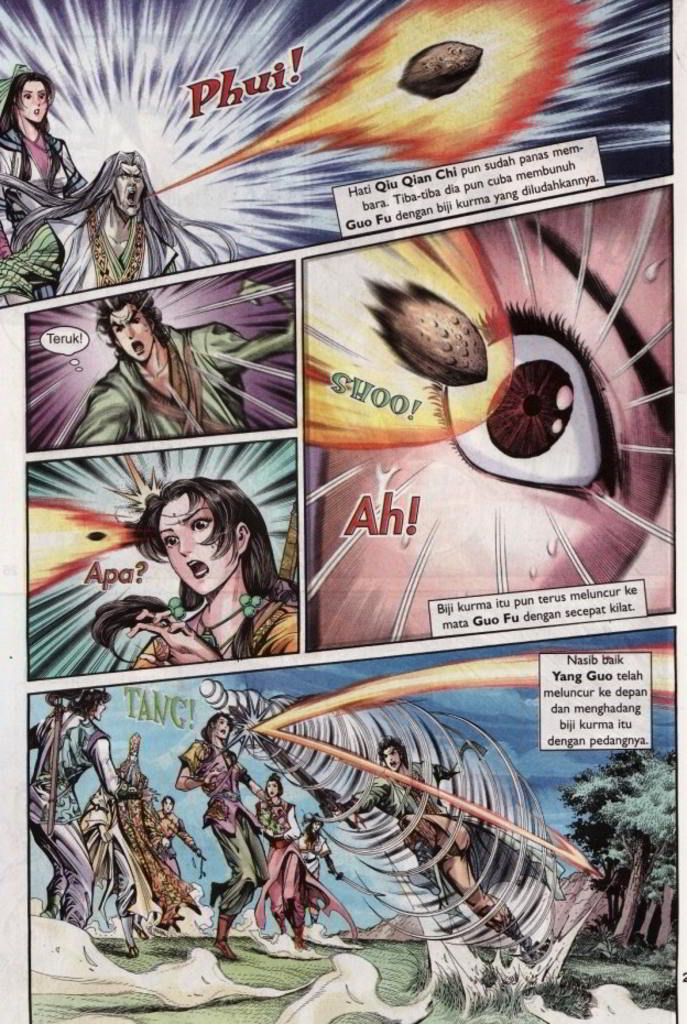 Phui!
Hati Qiu Qian Chi pun sudah panas mem-
bara. Tiba-tiba dia pun cuba membunuh
Guo Fu dengan biji kurma yang diludahkannya.
Teruk!
SHOO!
Ah!
Apa?
Biji kurma itu pun terus meluncur ke
mata Guo Fu dengan secepat kilat.
TANG!
Nasib baik
Yang Guo telah
meluncur ke depan
dan menghadang
biji kurma itu
dengan pedangnya.